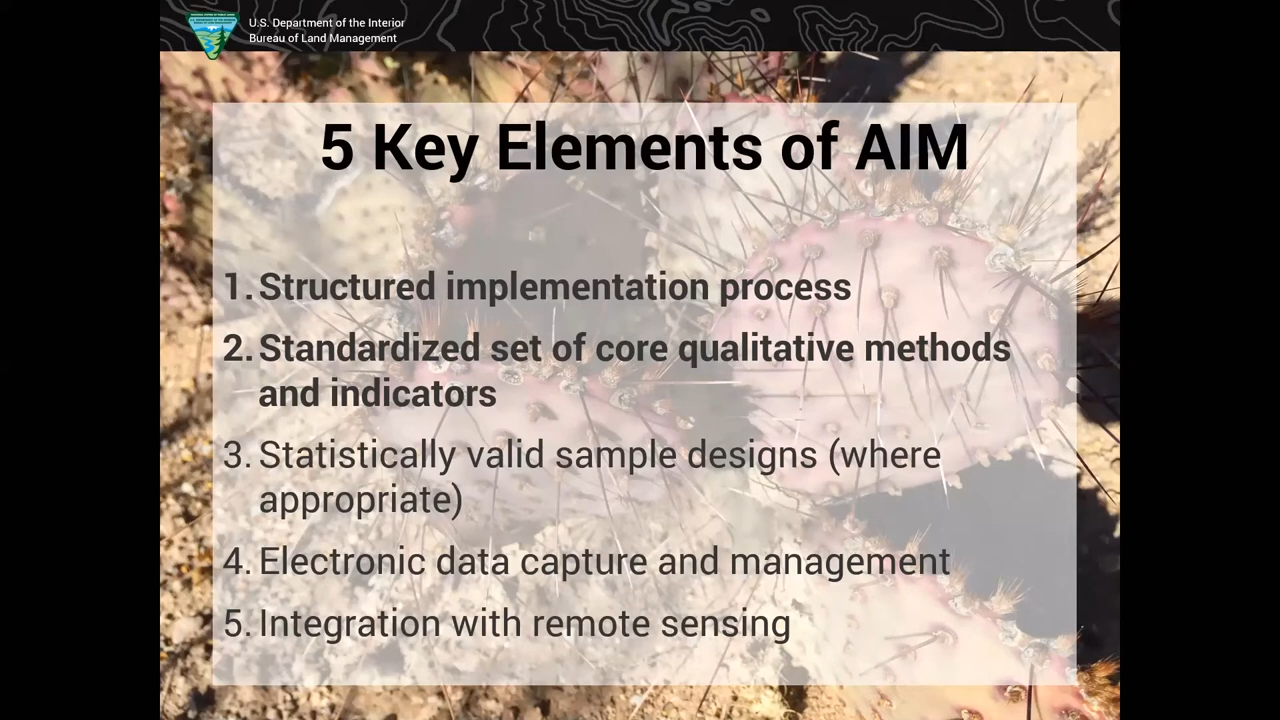 U.S. Department of the Interior
Bureau of Land Management
5 Key Elements of AIM
1. Structured implementation process
2. Standardized set of core qualitative methods
and indicators
3. Statistically valid sample designs (where
appropriate)
4. Electronic data capture and management
5. Integration with remote sensing